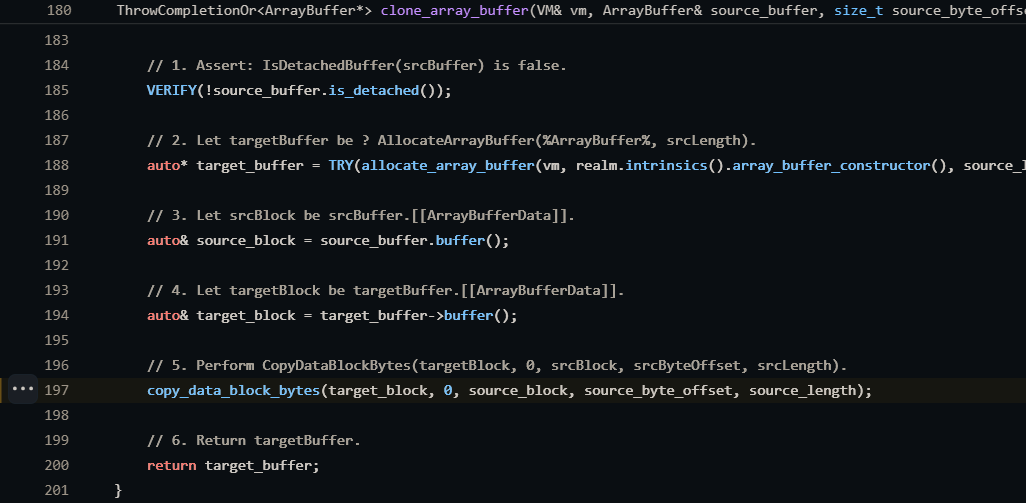 180 ThrowCompletionOr<ArrayBuffer*> clone_array_buffer(VM& vm, ArrayBuffer& source_buffer, size_t source_byte_offs
183
184 // 1. Assert: IsDetachedBuffer(srcBuffer) is false.
185 VERIFY(!source_buffer.is_detached());
186
187 // 2. Let targetBuffer be ? AllocateArrayBuffer(%ArrayBuffer%, srcLength).
188 auto* target_buffer = TRY(allocate_array_buffer(vm, realm.intrinsics().array_buffer_constructor(), source_l
189
190 // 3. Let srcBlock be srcBuffer.[[ArrayBufferData]].
191 auto& source_block = source_buffer.buffer();
192
193 // 4. Let targetBlock be targetBuffer.[[ArrayBufferData]].
194 auto& target_block = target_buffer->buffer();
195
196 // 5. Perform CopyDataBlockBytes(targetBlock, 0, srcBlock, srcByteOffset, srcLength).
197 copy_data_block_bytes(target_block, 0, source_block, source_byte_offset, source_length);
198
199 // 6. Return targetBuffer.
200 return target_buffer;
201 }